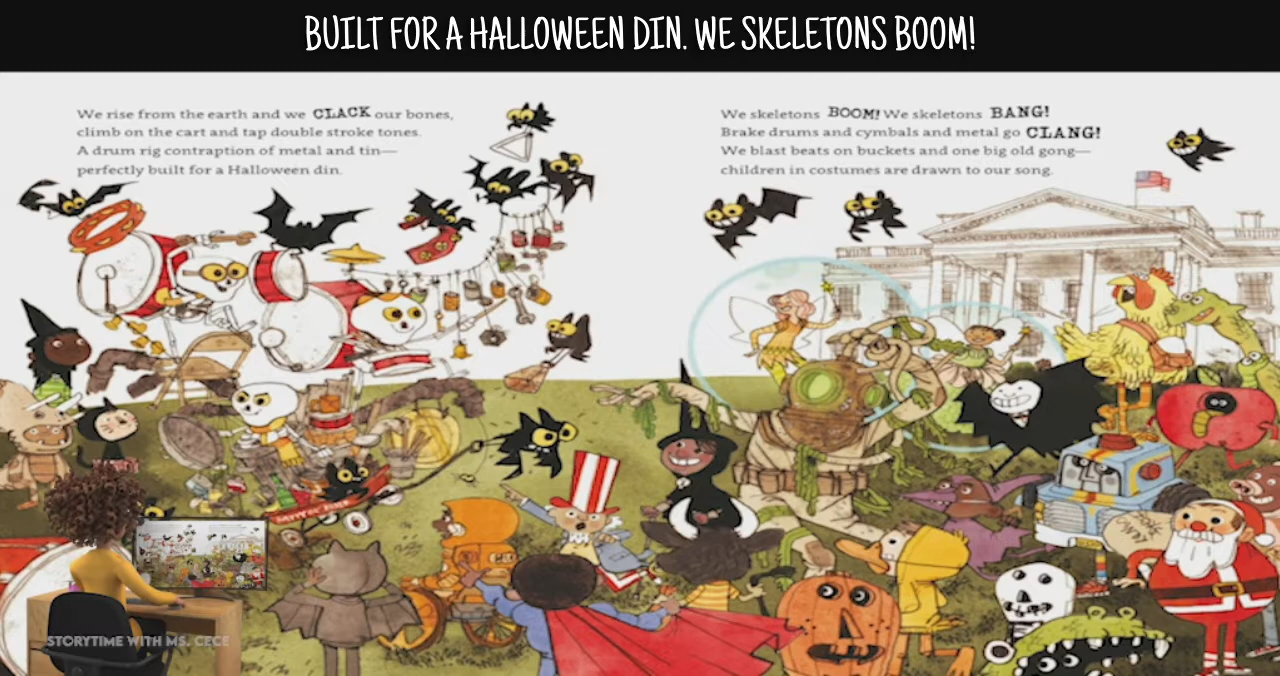 BUILT FOR A HALLOWEEN DIN. WE SKELETONS BOOM!
We rise from the earth and we CLACK our bones,
climb on the cart and tap double stroke tones.
A drum rig contraption of metal and tin—
perfectly built for a Halloween din.
We skeletons BOOM! We skeletons BANG!
Brake drums and cymbals and metal go CLANG!
We blast beats on buckets and one big old gong—
children in costumes are drawn to our song.
STORYTIME WITH MS. CECE